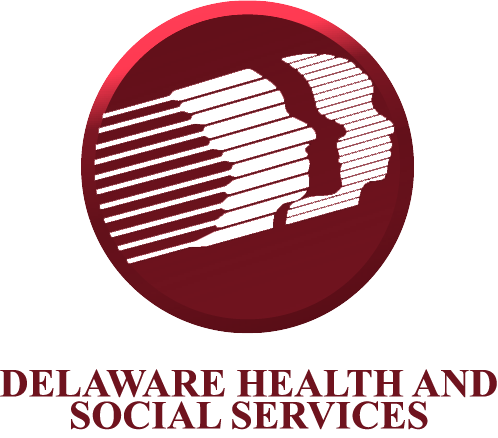 DELAWARE HEALTH AND
SOCIAL SERVICES